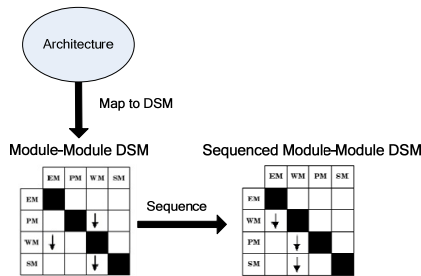 Architecture
Map to DSM
Module-Module DSM
EM PM WM SM
EM
PM
WM
SM
Sequence
Sequenced Module-Module DSM
EM WM PM SM
EM
WM
PM
SM